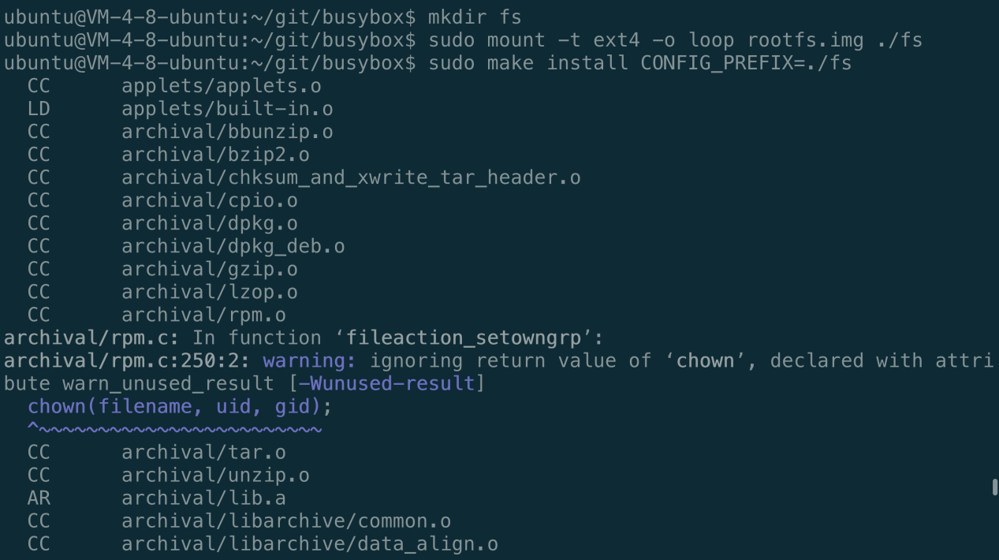 ubuntu@VM-4-8-ubuntu:~/git/busybox$ mkdir fs
ubuntu@VM-4-8-ubuntu:~/git/busybox$ sudo mount -t ext4 -o loop rootfs.img ./fs
ubuntu@VM-4-8-ubuntu:~/git/busybox$ sudo make install CONFIG_PREFIX=./fs
  CC      applets/applets.o
  LD      applets/built-in.o
  CC      archival/bbunzip.o
  CC      archival/bzip2.o
  CC      archival/chksum_and_xwrite_tar_header.o
  CC      archival/cpio.o
  CC      archival/dpkg.o
  CC      archival/dpkg_deb.o
  CC      archival/gzip.o
  CC      archival/lzop.o
  CC      archival/rpm.o
archival/rpm.c: In function ‘fileaction_setowngrp’:
archival/rpm.c:250:2: warning: ignoring return value of ‘chown’, declared with attri
bute warn_unused_result [-Wunused-result]
  chown(filename, uid, gid);
  ^~~~~~~~~~~~~~~~~~~~~~~~~
  CC      archival/tar.o
  CC      archival/unzip.o
  AR      archival/lib.a
  CC      archival/libarchive/common.o
  CC      archival/libarchive/data_align.o